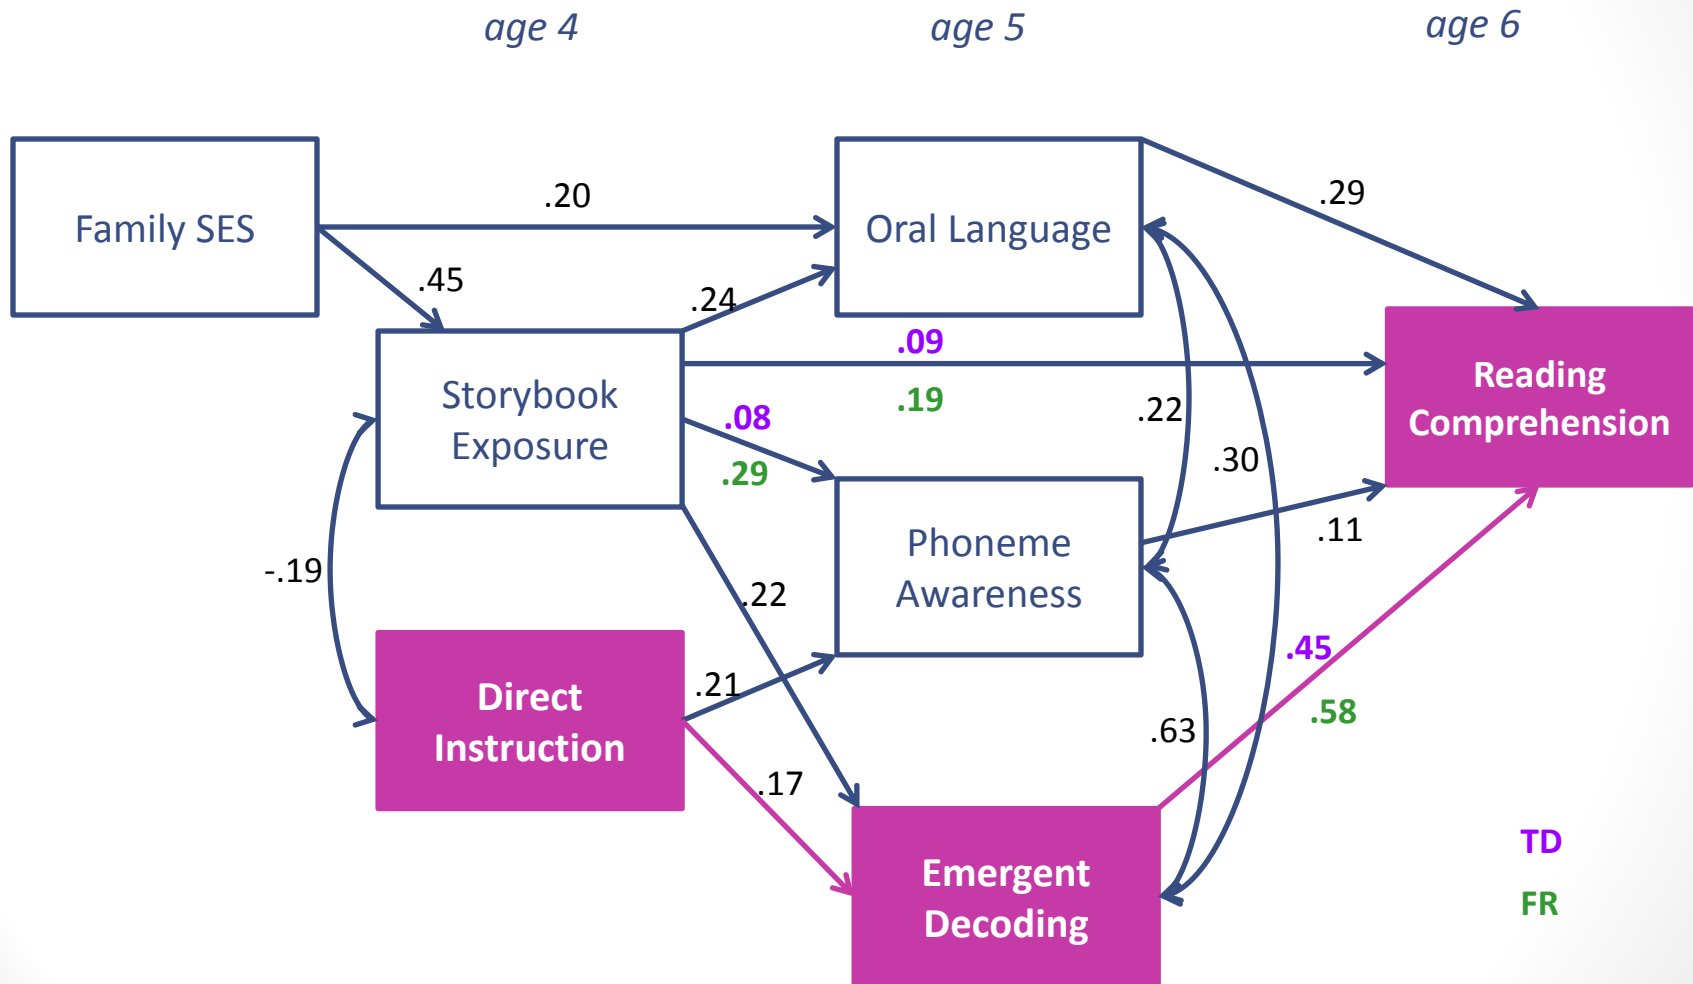 age 4
age 5
age 6
Family SES
.20
Oral Language
.29
.45
.24
.09
.19
Storybook
Exposure
.08
.29
.22
.30
Reading
Comprehension
-.19
.22
Phoneme
Awareness
.11
Direct
Instruction
.21
.17
.63
.45
.58
Emergent
Decoding
TD
FR